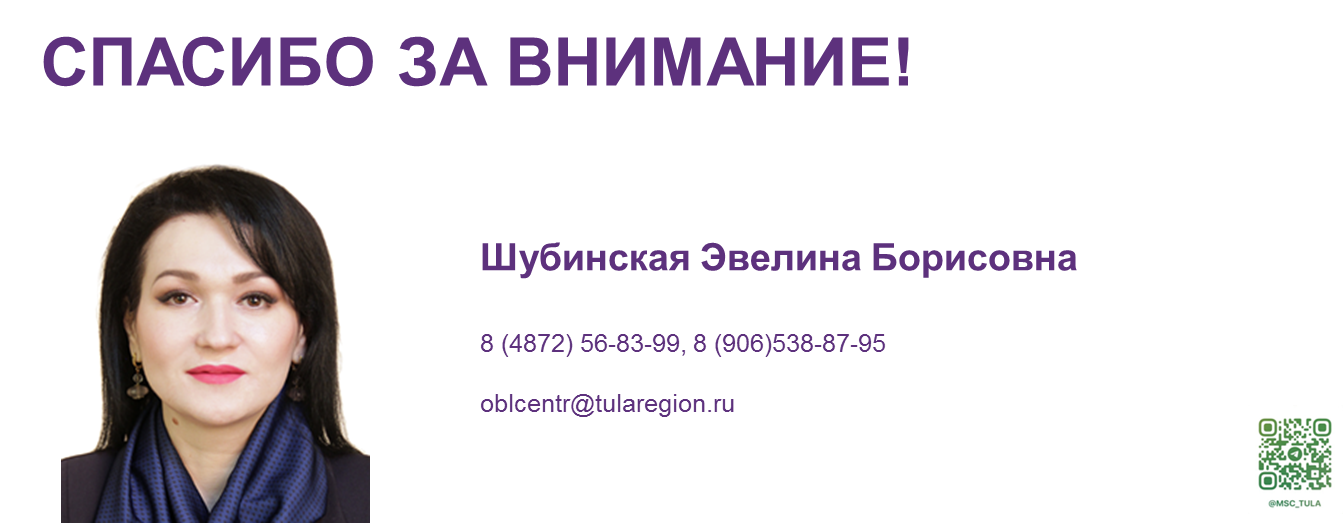 СПАСИБО ЗА ВНИМАНИЕ!
Шубинская Эвелина Борисовна
8 (4872) 56-83-99, 8 (906)538-87-95
oblcentr@tularegion.ru
@MSC_TULA